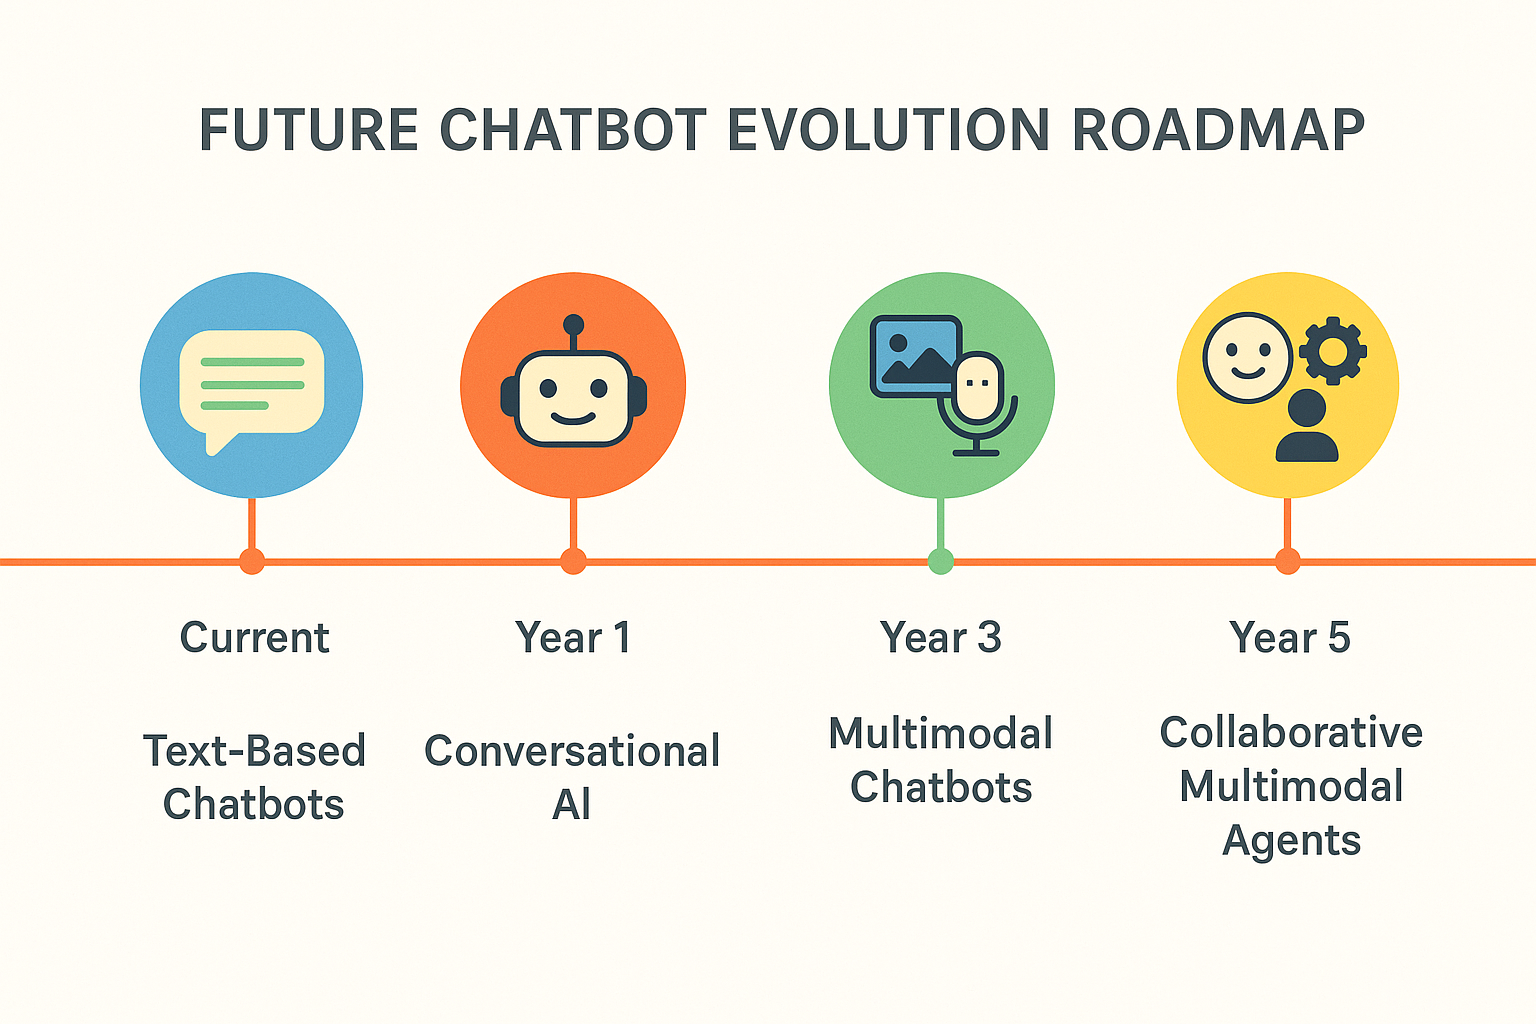 FUTURE CHATBOT EVOLUTION ROADMAP
Current
Text-Based
Chatbots
Year 1
Conversational
AI
Year 3
Multimodal
Chatbots
Year 5
Collaborative
Multimodal
Agents